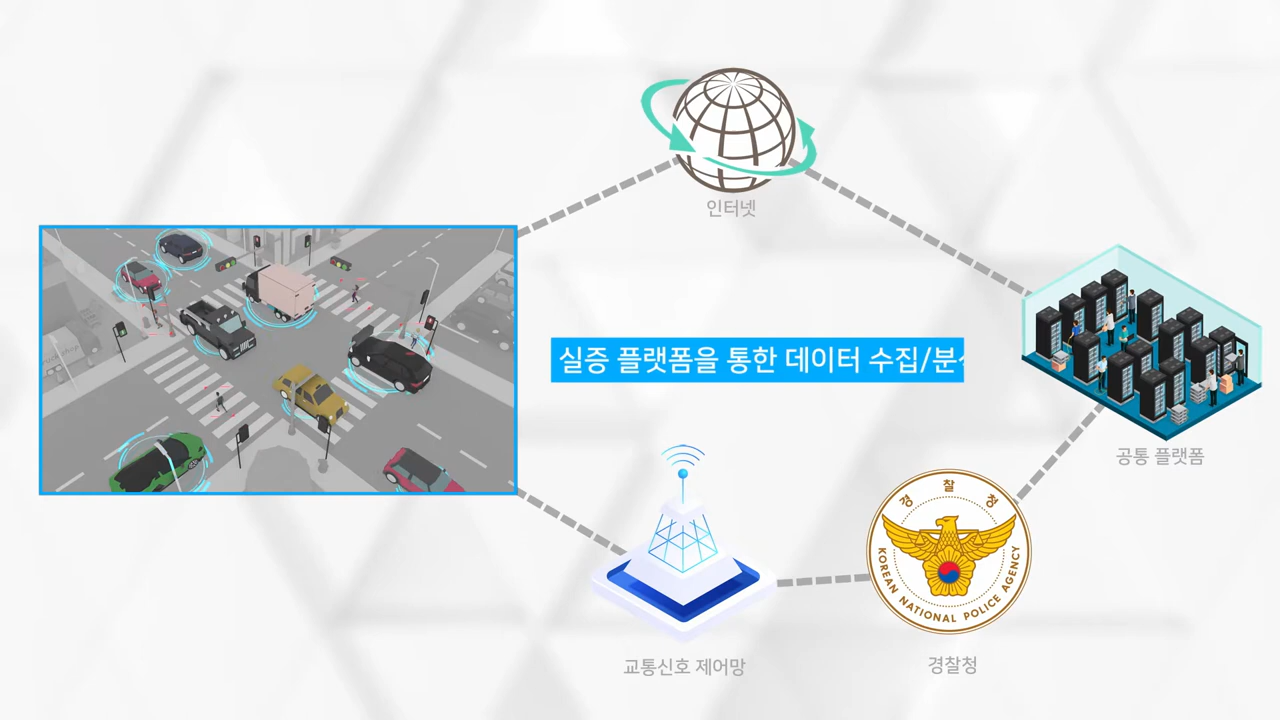 인터넷
실증 플랫폼을 통한 데이터 수집/분
공통 플랫폼
경찰청
KOREAN NATIONAL POLICE AGENCY
교통신호 제어망
경찰청